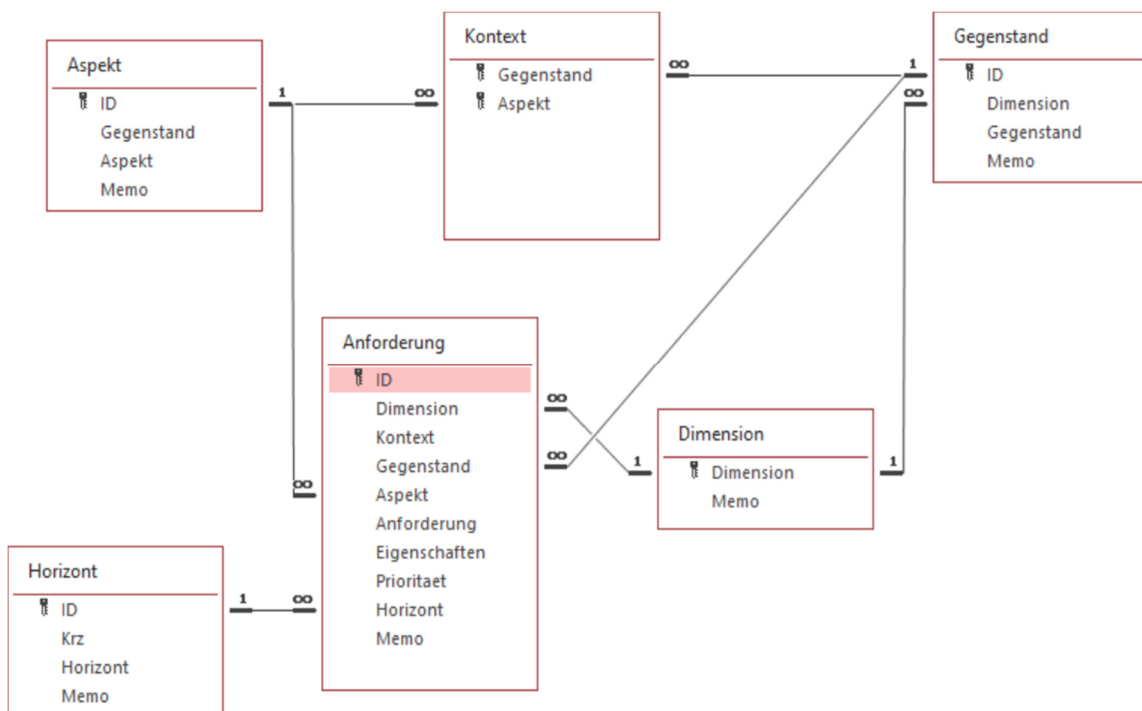 Aspekt
ID
Gegenstand
Aspekt
Memo
1
∞
Kontext
Gegenstand
Aspekt
∞
1
∞
Gegenstand
ID
Dimension
Gegenstand
Memo
Anforderung
ID
Dimension
Kontext
Gegenstand
Aspekt
Anforderung
Eigenschaften
Prioritaet
Horizont
Memo
∞
∞
∞
1
Dimension
Dimension
Memo
1
Horizont
ID
Krz
Horizont
Memo
1
∞